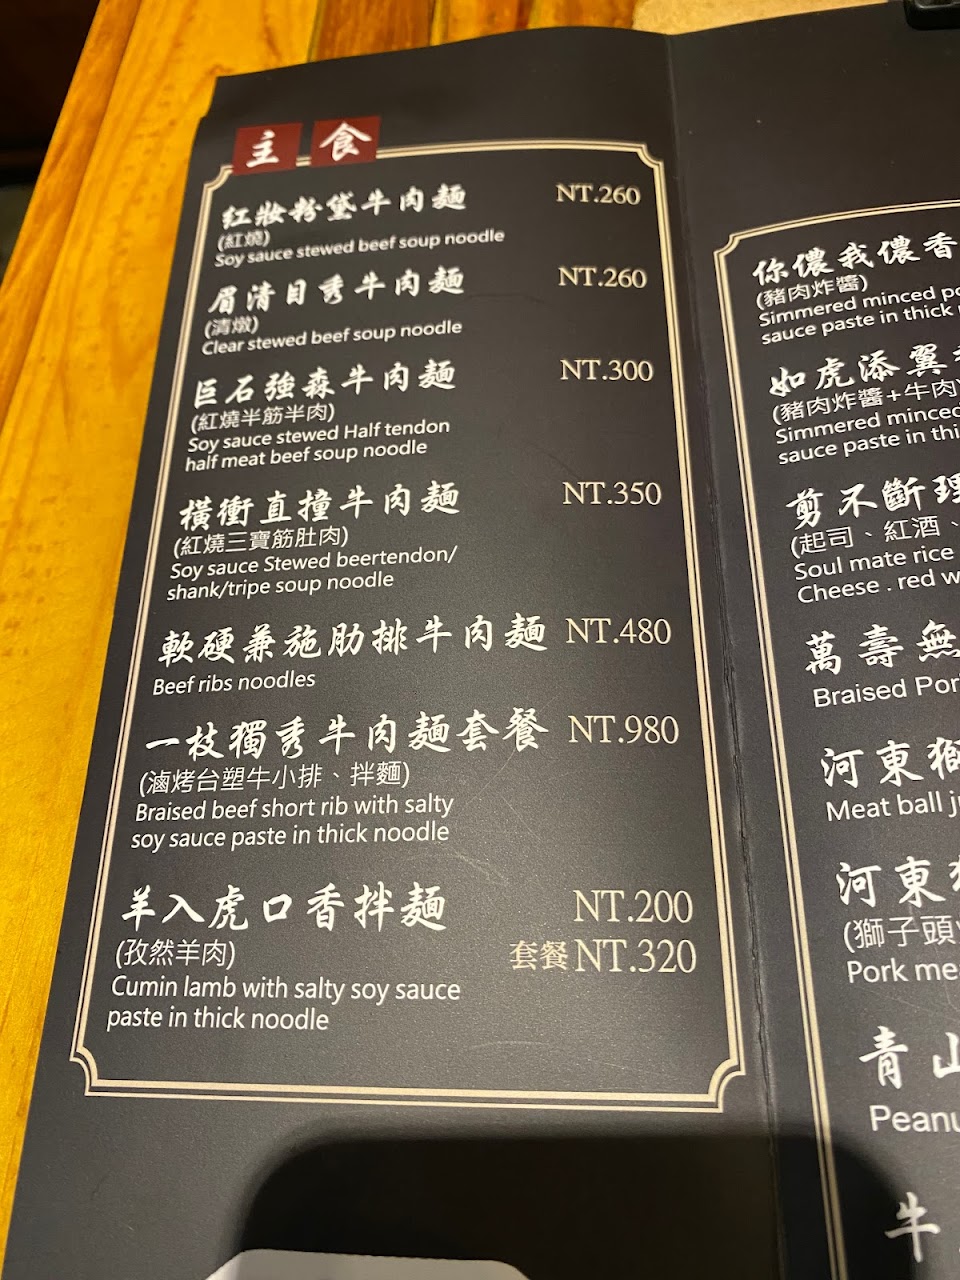 主食
紅妝粉黛牛肉麵 NT.260
(紅燒)
Soy sauce stewed beef soup noodle
眉清目秀牛肉麵 NT.260
(清燉)
Clear stewed beef soup noodle
巨石強森牛肉麵 NT.300
(紅燒半筋半肉)
Soy sauce stewed Half tendon
half meat beef soup noodle
橫衝直撞牛肉麵 NT.350
(紅燒三寶筋肚肉)
Soy sauce Stewed beertendon/
shank/tripe soup noodle
軟硬兼施肋排牛肉麵 NT.480
Beef ribs noodles
一枝獨秀牛肉麵套餐 NT.980
(滷烤台塑牛小排、拌麵)
Braised beef short rib with salty
soy sauce paste in thick noodle
羊入虎口香拌麵 NT.200
(孜然羊肉) 套餐 NT.320
Cumin lamb with salty soy sauce
paste in thick noodle
你儂我儂香
(豬肉炸醬)
Simmered minced
sauce paste in thick
如虎添翼
(豬肉炸醬+牛肉)
Simmered minced
sauce paste in
剪不斷理
(起司、紅酒、
Soul mate rice
Cheese . red
萬壽無
Braised
河東獅
Meat ball
河東
(獅子頭
Pork
青山
牛